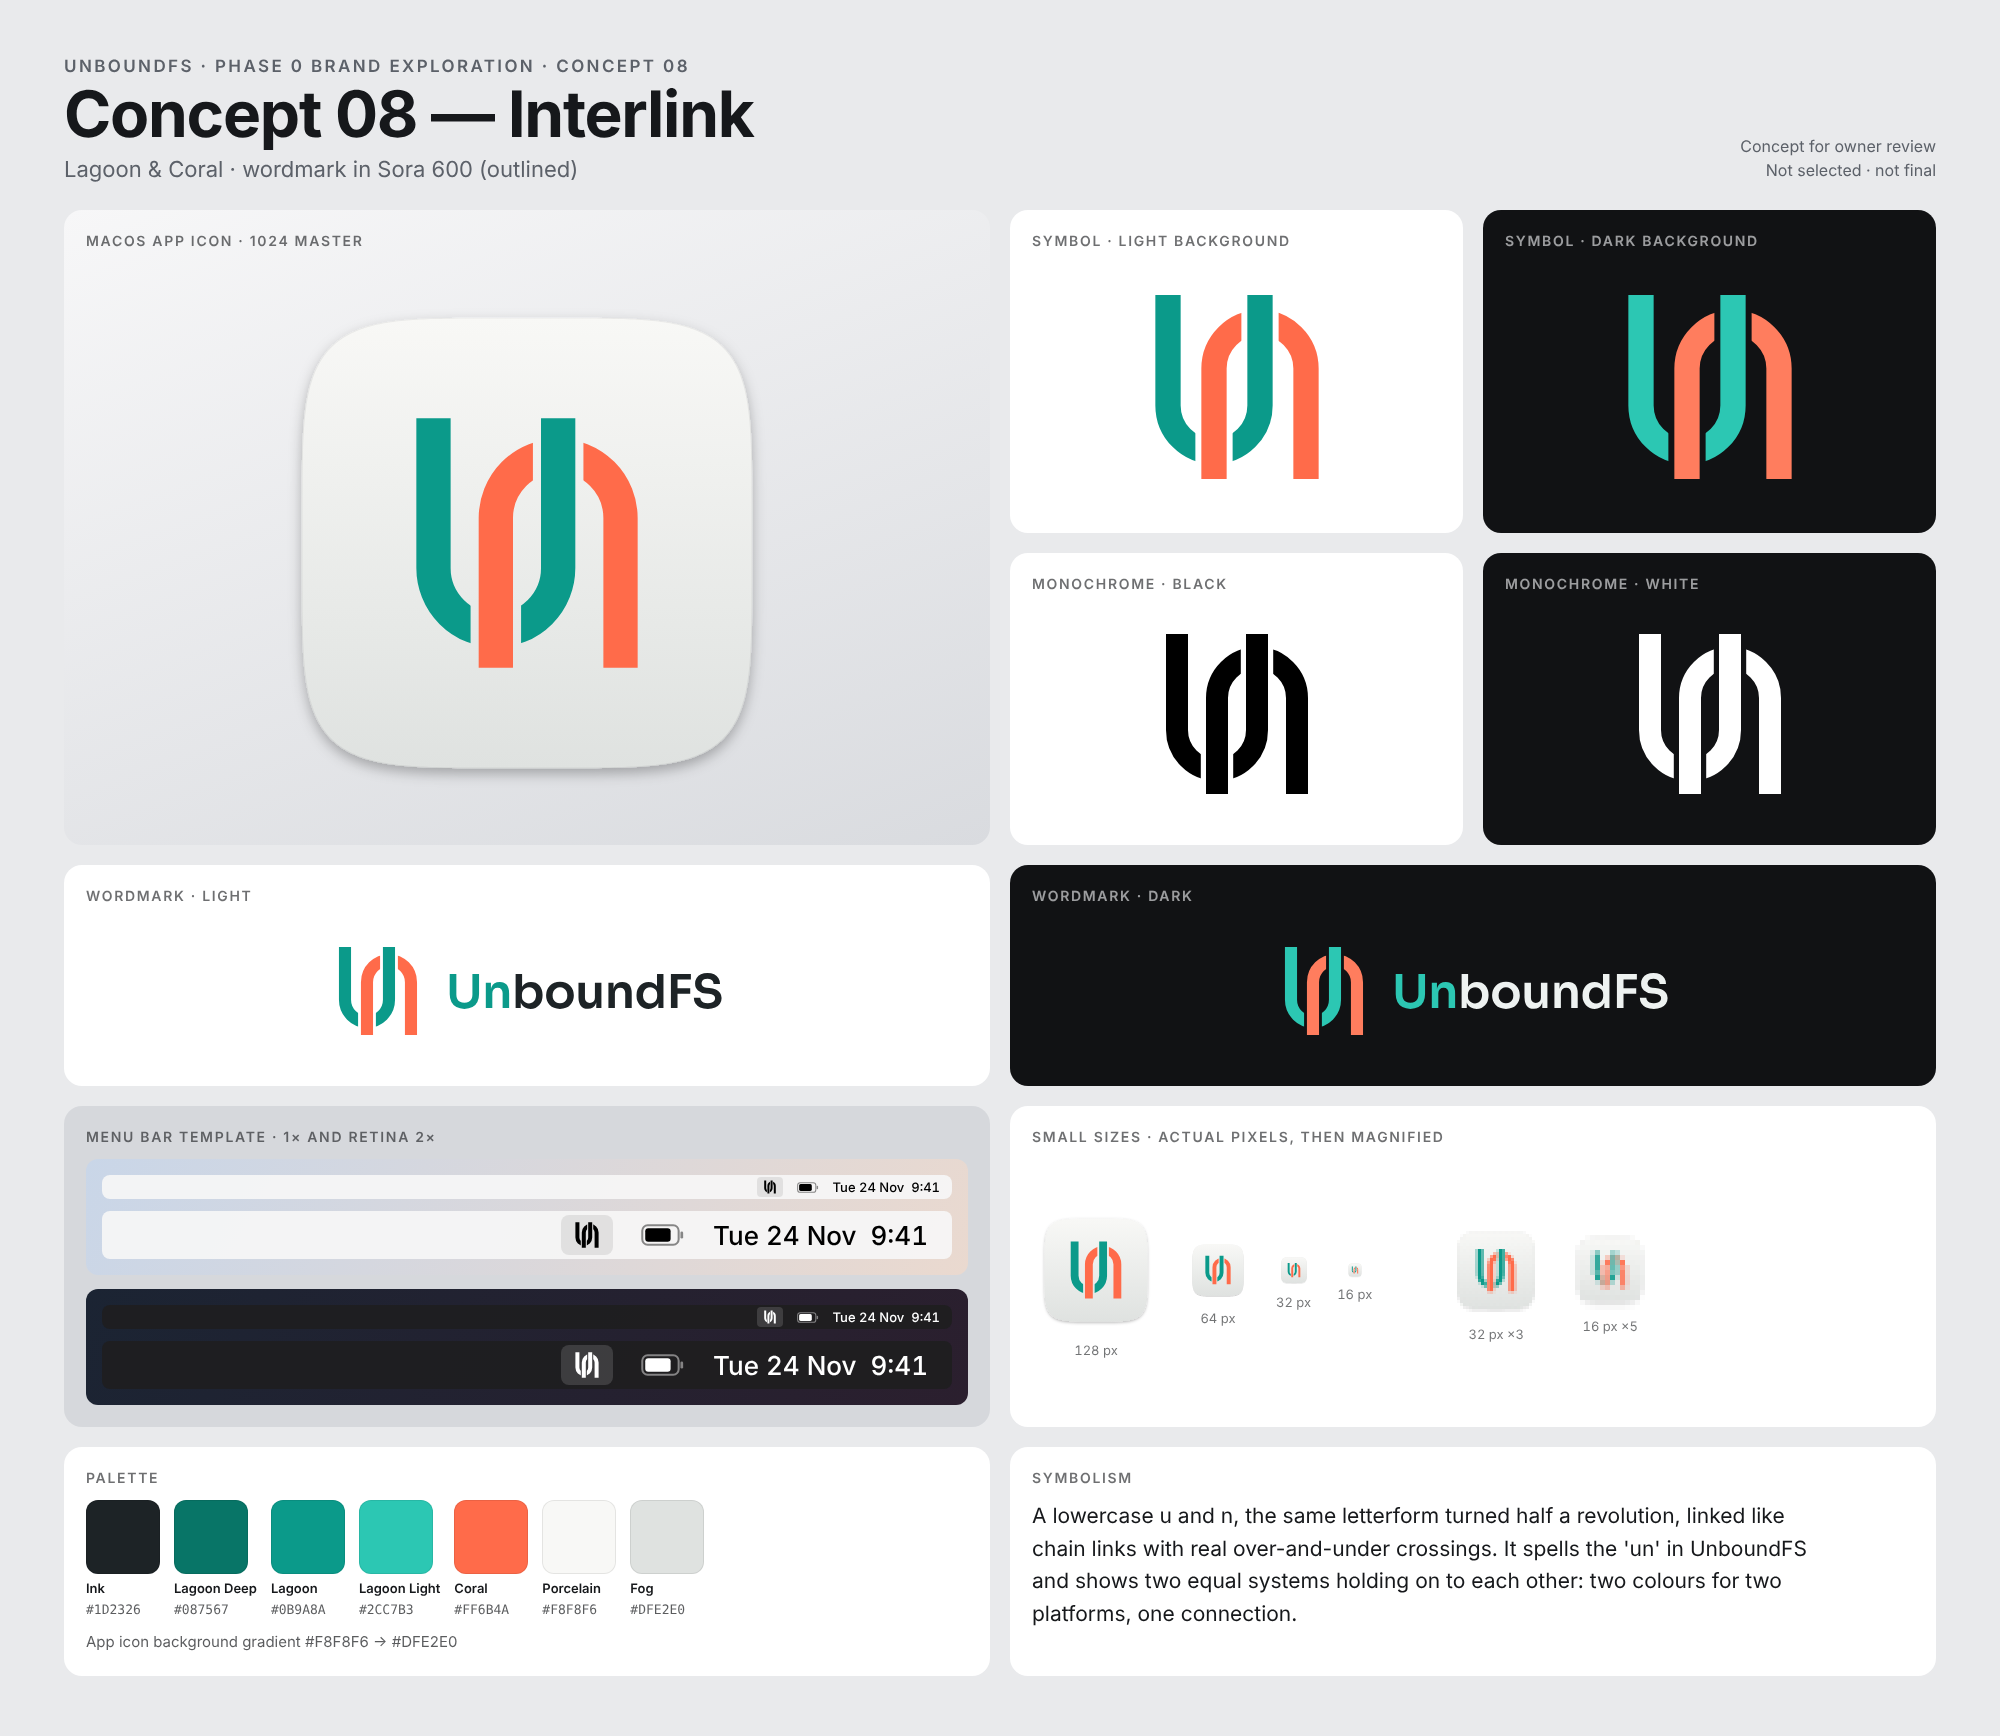 UNBOUNDFS · PHASE 0 BRAND EXPLORATION · CONCEPT 08
Concept 08 — Interlink
Lagoon & Coral · wordmark in Sora 600 (outlined)
Concept for owner review
Not selected · not final
MACOS APP ICON · 1024 MASTER
SYMBOL · LIGHT BACKGROUND
SYMBOL · DARK BACKGROUND
MONOCHROME · BLACK
MONOCHROME · WHITE
WORDMARK · LIGHT
UnboundFS
WORDMARK · DARK
UnboundFS
MENU BAR TEMPLATE · 1× AND RETINA 2×
Tue 24 Nov 9:41
Tue 24 Nov 9:41
Tue 24 Nov 9:41
Tue 24 Nov 9:41
SMALL SIZES · ACTUAL PIXELS, THEN MAGNIFIED
128 px
64 px
32 px
16 px
32 px ×3
16 px ×5
PALETTE
Ink
#1D2326
Lagoon Deep
#087567
Lagoon
#0B9A8A
Lagoon Light
#2CC7B3
Coral
#FF6B4A
Porcelain
#F8F8F6
Fog
#DFE2E0
App icon background gradient #F8F8F6 → #DFE2E0
SYMBOLISM
A lowercase u and n, the same letterform turned half a revolution, linked like
chain links with real over-and-under crossings. It spells the 'un' in UnboundFS
and shows two equal systems holding on to each other: two colours for two
platforms, one connection.